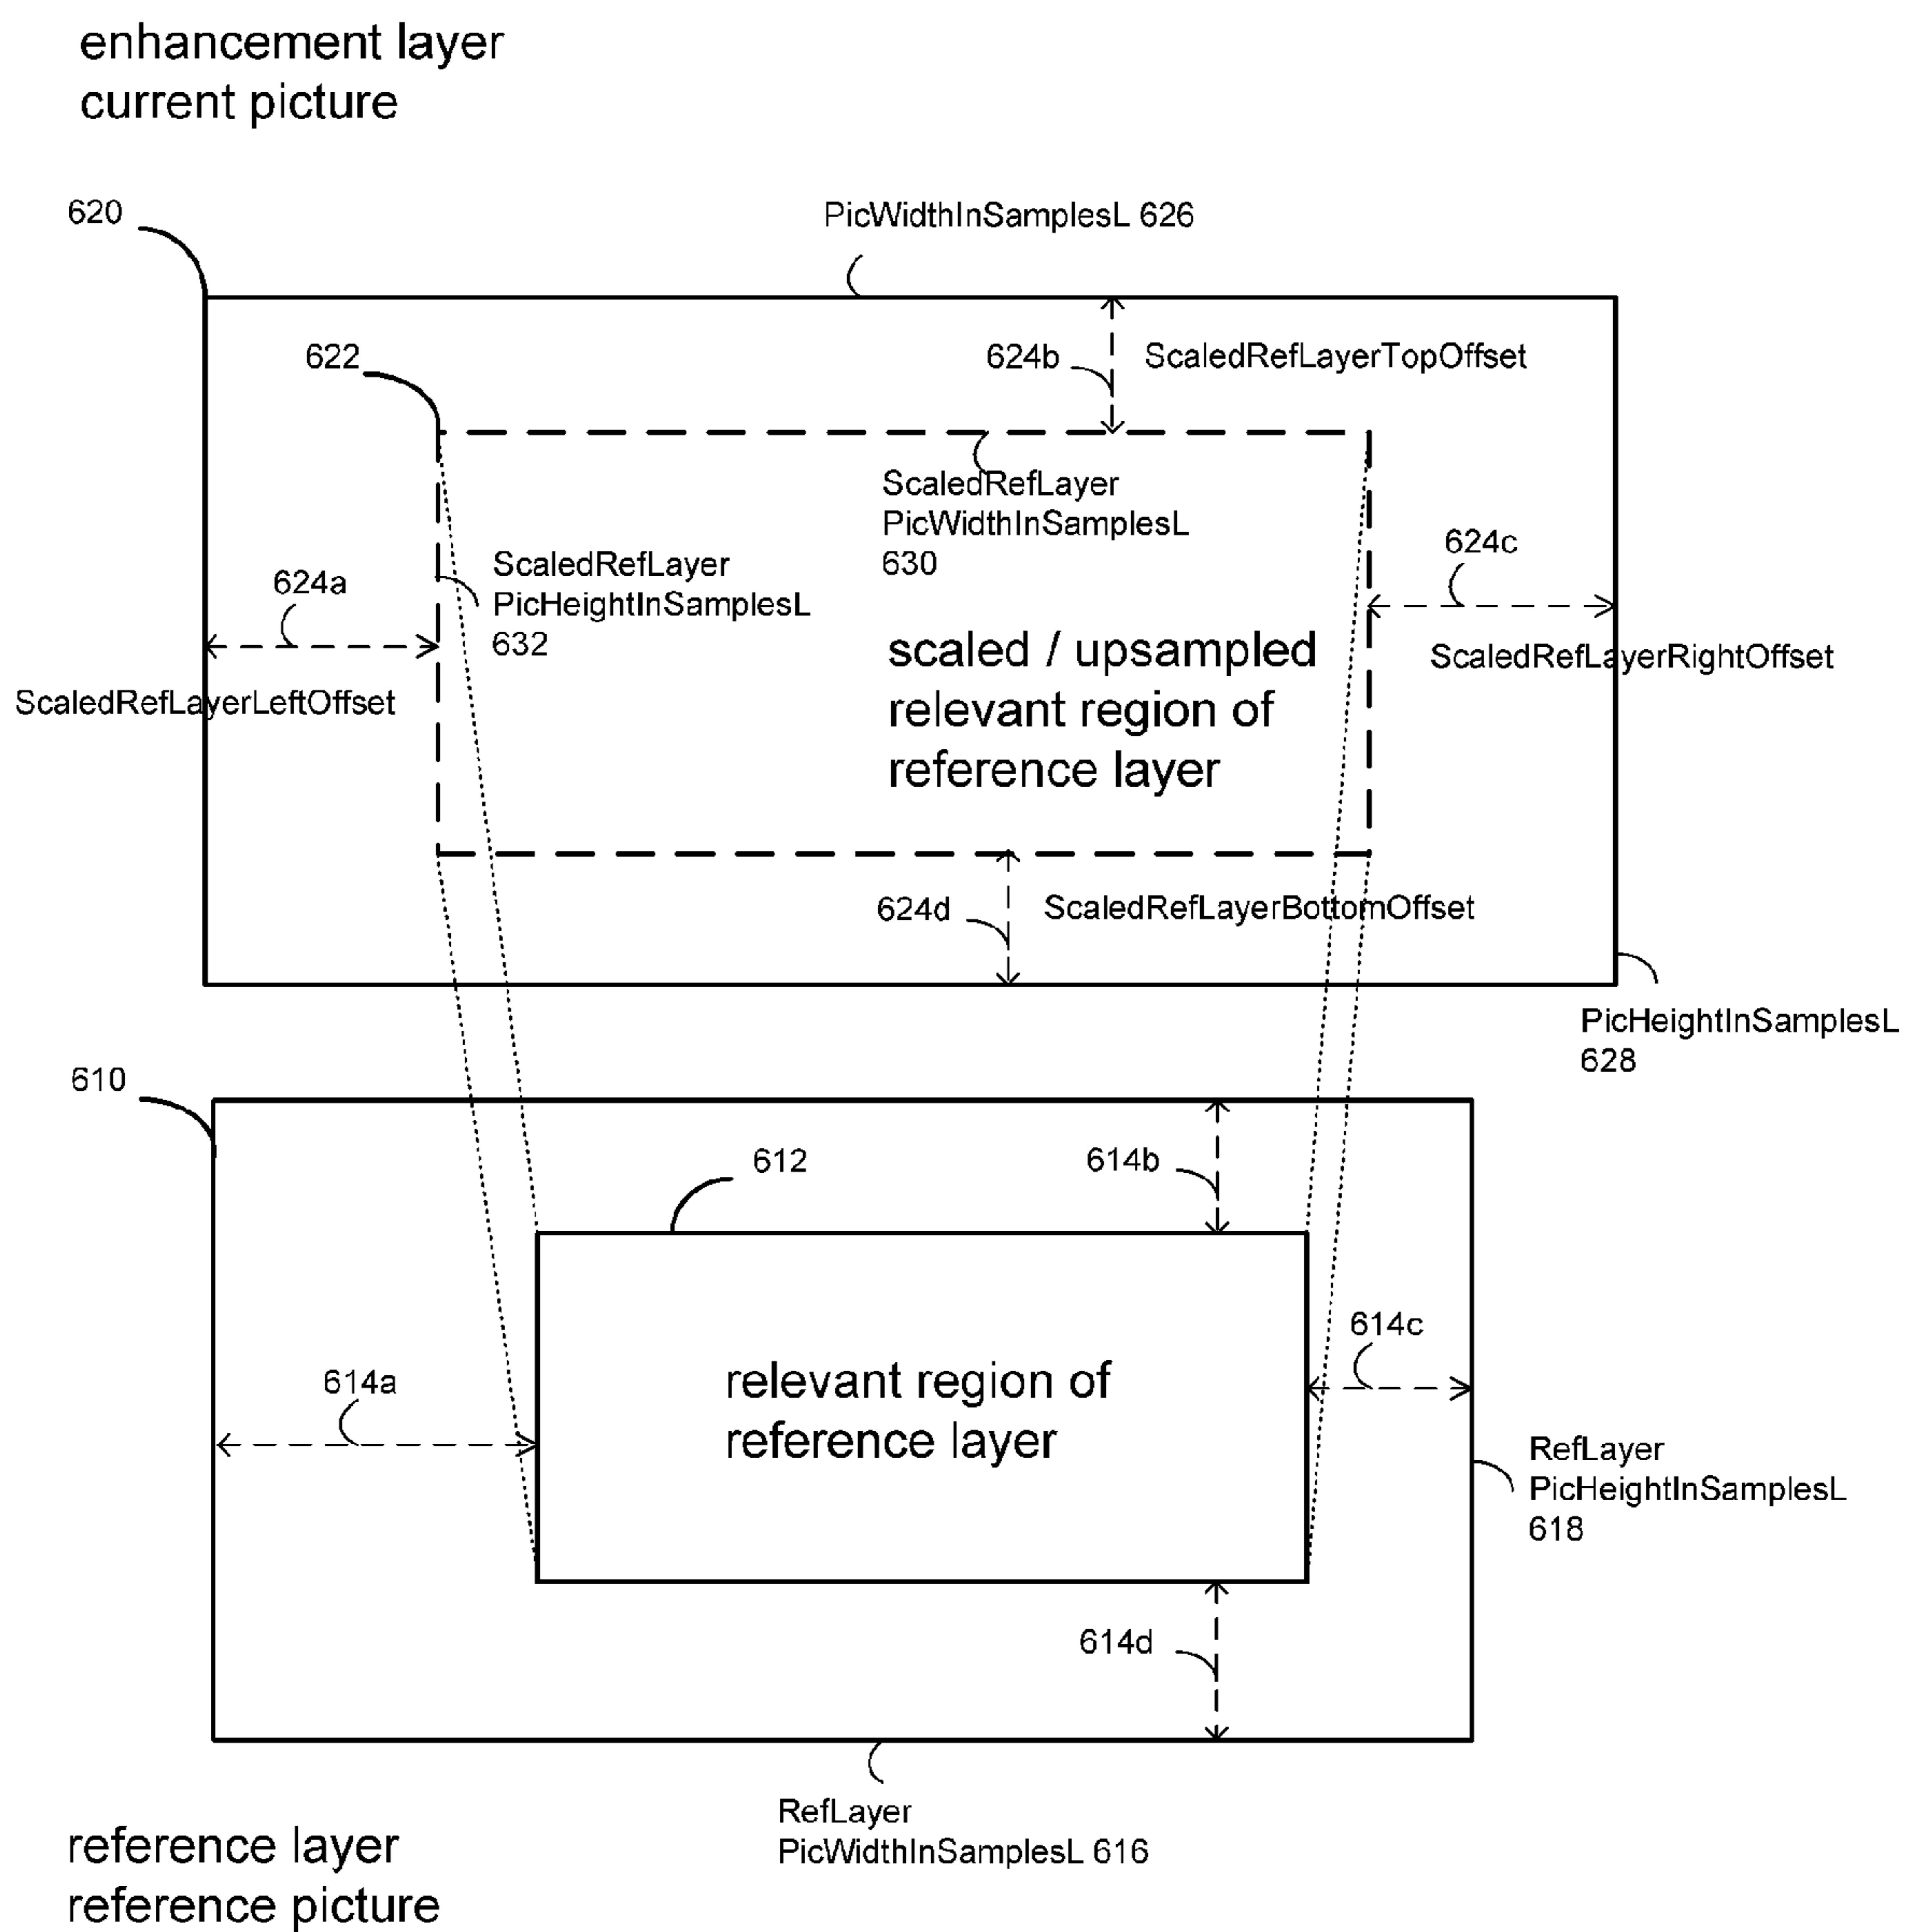 enhancement layer
current picture
620
PicWidthInSamplesL 626
622
624b
ScaledRefLayerTopOffset
ScaledRefLayer
PicWidthInSamplesL
630
624c
ScaledRefLayerRightOffset
624a
ScaledRefLayerLeftOffset
ScaledRefLayer
PicHeightInSamplesL
632
scaled / upsampled
relevant region of
reference layer
624d
ScaledRefLayerBottomOffset
PicHeightInSamplesL
628
610
612
614b
614c
614a
relevant region of
reference layer
RefLayer
PicHeightInSamplesL
618
614d
RefLayer
PicWidthInSamplesL 616
reference layer
reference picture